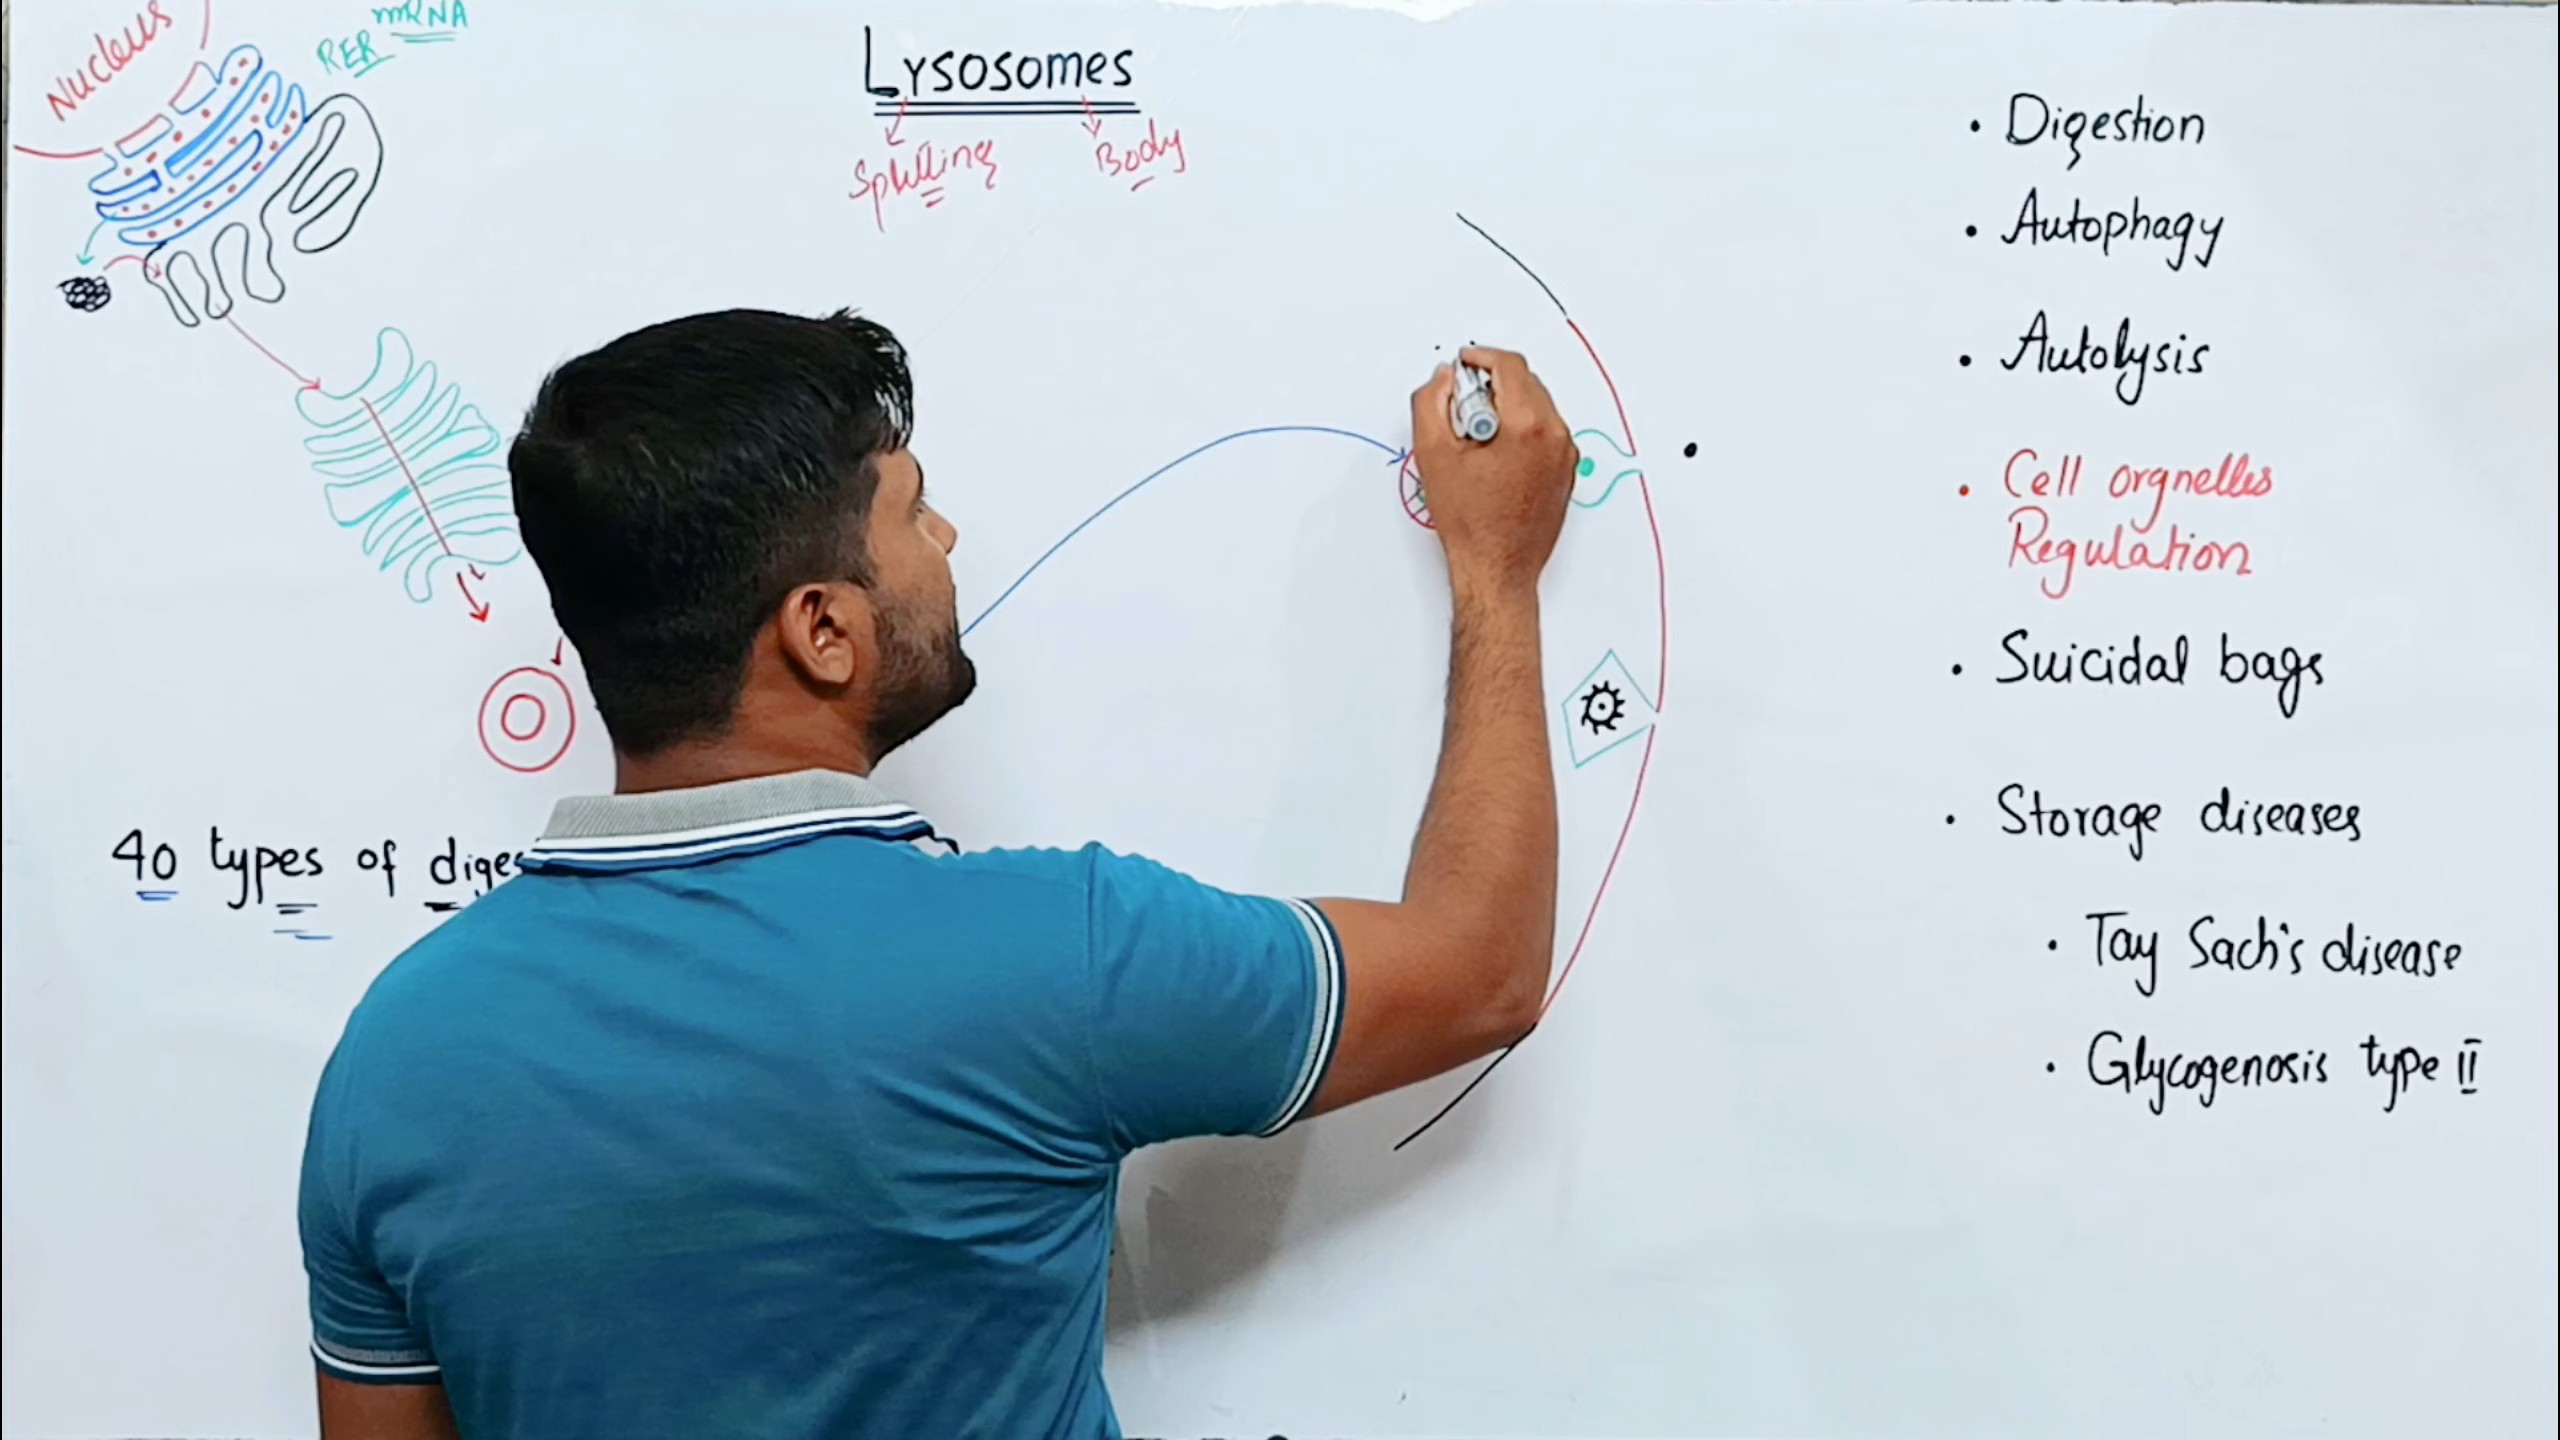 Nucleus
mRNA
RER
Lysosomes
Splitting
Body
40 types of diges
• Digestion
• Autophagy
• Autolysis
• Cell orgnelles
Regulation
• Suicidal bags
• Storage diseases
• Tay Sach's disease
• Glycogenosis type II